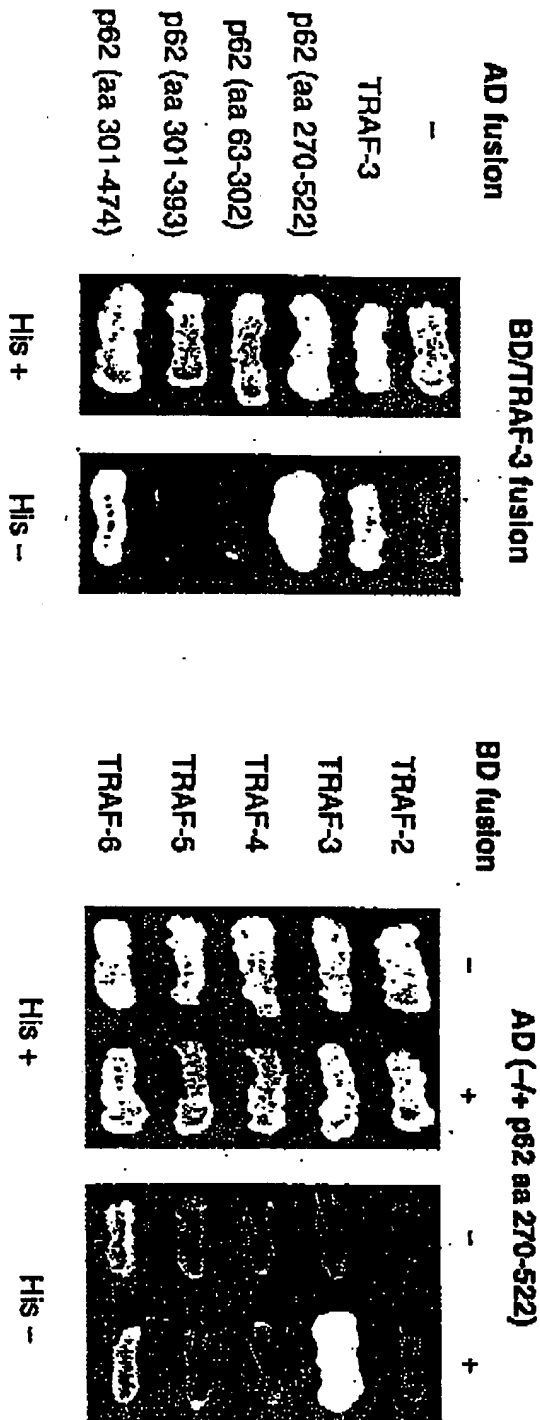 AD fusion
BD/TRAF-3 fusion
–
TRAF-3
p62 (aa 270-522)
p62 (aa 63-302)
p62 (aa 301-393)
p62 (aa 301-474)
His +
His –
BD fusion
AD (–/+ p62 aa 270-522)
– + – +
TRAF-2
TRAF-3
TRAF-4
TRAF-5
TRAF-6
His +
His –